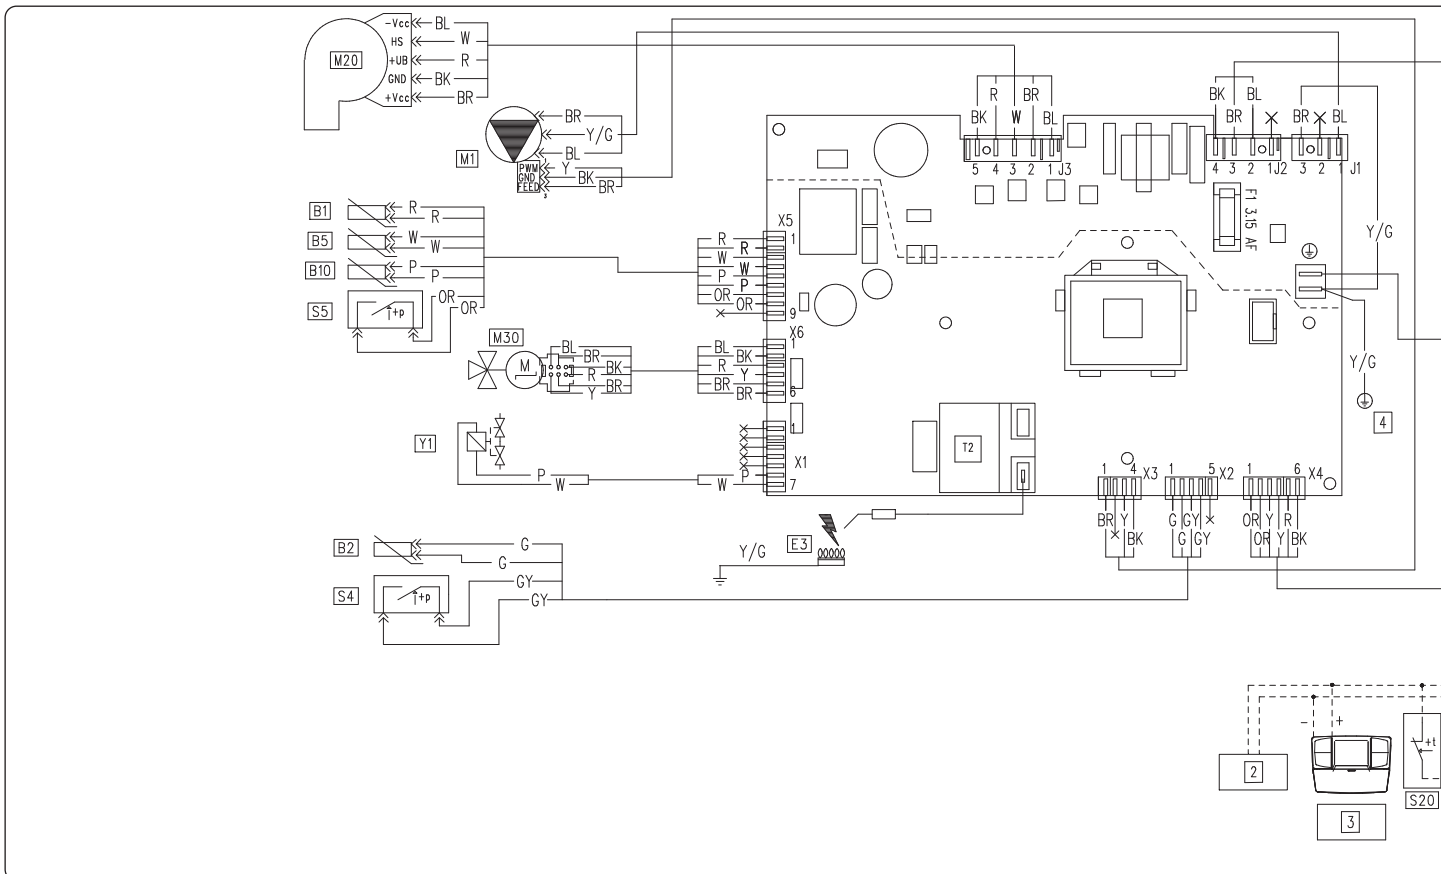 -Vcc BL
HS W
+UB R
GND BK
+Vcc BR
M20
BR
Y/G
BL
M1
PWM Y
GND BK
FEED BR
3
B1 R
R
B5 W
W
B10 P
P
S5 +p OR
OR
M30
M
BL
BR
BK
R
BR
Y
Y1
P
W
B2 G
G
S4 +p GY
GY
X5
R 1
R
W
W
P
P
OR
OR
9
X6
BL 1
BK
R
Y
BR
BR 6
1
X1
P
W 7
R BR
BK W BL
5 4 3 2 1 J3
BK BL
BR
4 3 2 1 J2
BR BL
3 2 1 J1
F1 3.15 AF
Y/G
Y/G
4
T2
E3
Y/G
1 4 X3
BR Y
BK
1 5 X2
G GY
G GY
1 6 X4
OR Y R
OR Y BK
- +
2
3
+t
S20